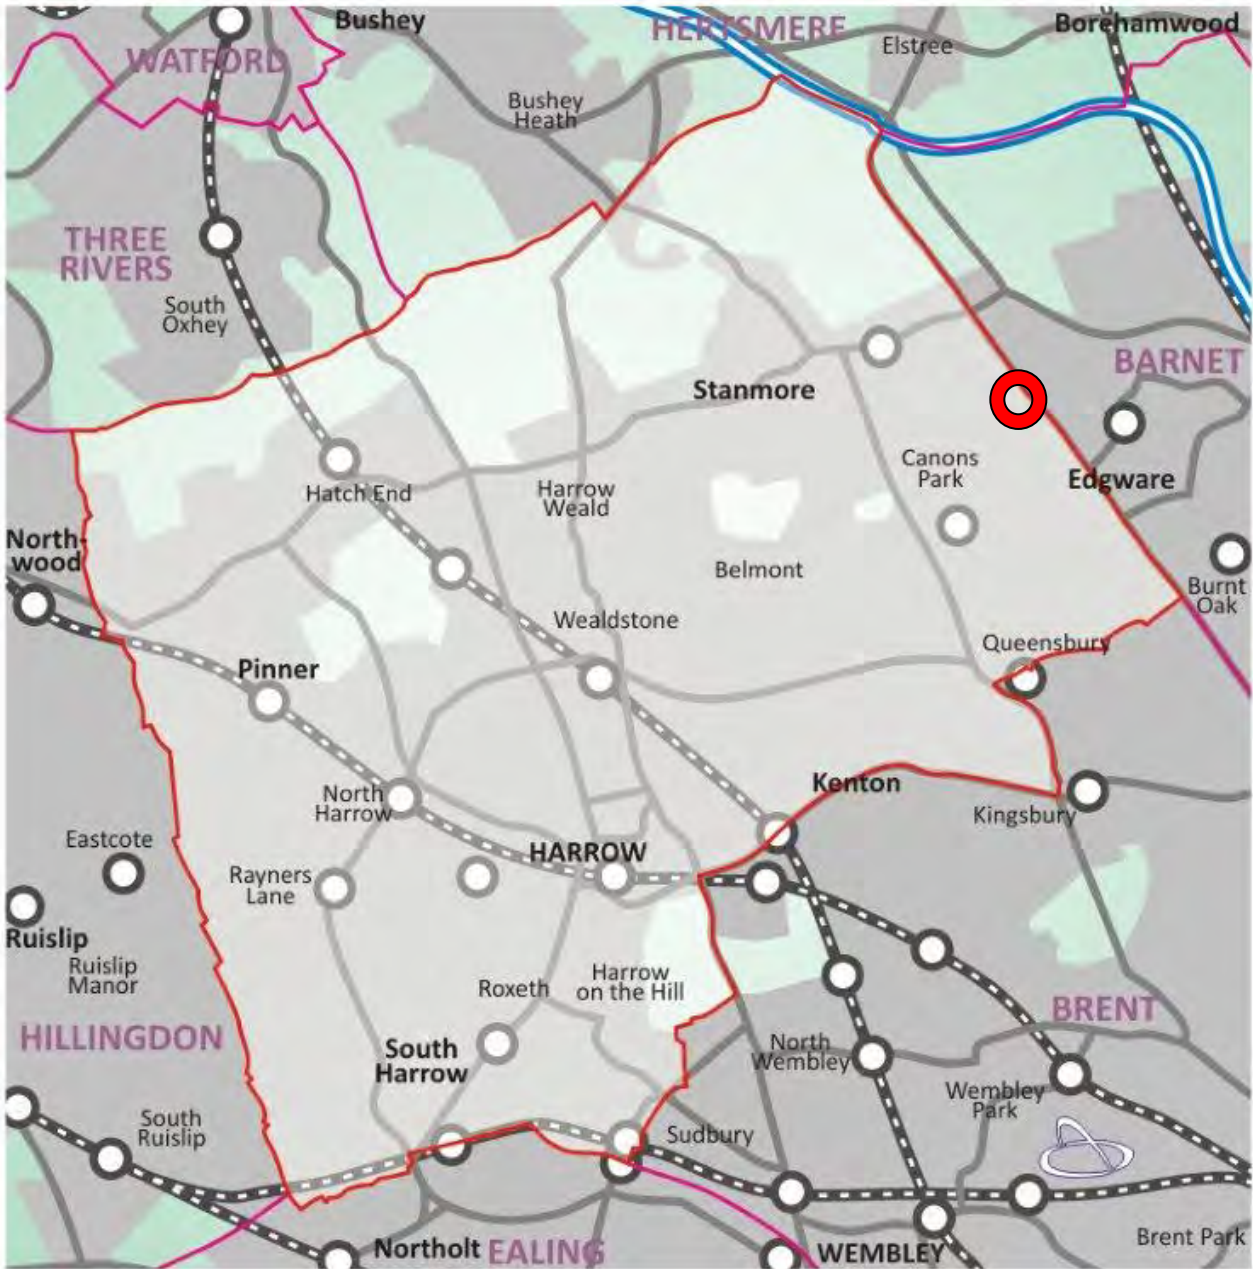 Bushey
HERTSMERE
Borehamwood
WATFORD
Elstree
Bushey
Heath
THREE
RIVERS
South
Oxhey
BARNET
Stanmore
Canons
Park
Edgware
Hatch End
Harrow
Weald
North-
wood
Belmont
Burnt
Oak
Wealdstone
Queensbury
Pinner
Kenton
North
Harrow
Kingsbury
Eastcote
HARROW
Rayners
Lane
Ruislip
Ruislip
Manor
Roxeth
Harrow
on the Hill
BRENT
HILLINGDON
South
Harrow
North
Wembley
Wembley
Park
South
Ruislip
Sudbury
Northolt
EALING
WEMBLEY
Brent Park